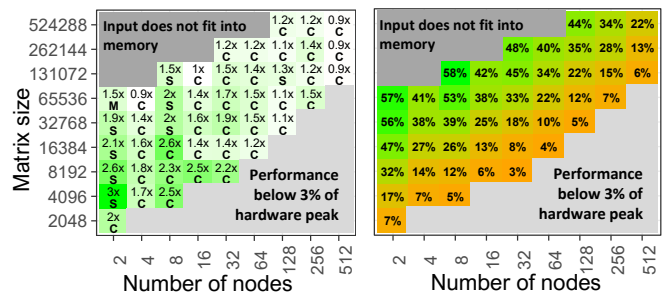 Matrix size
524288
262144
131072
65536
32768
16384
8192
4096
2048
Input does not fit into
memory
1.2x 1.2x 0.9x
C C C
1.2x 1.2x 1.1x 1.4x 0.9x
C C C C C
1.5x 1x 1.5x 1.4x 1.3x 1.2x 0.9x
S C C C S C C
1.5x 0.9x 2x 1.4x 1.7x 1.5x 1.1x 1.5x
M C S C C C C C
1.9x 1.4x 2x 1.6x 1.9x 1.5x 1.1x
S C S C C C C
2.1x 1.6x 2.6x 1.4x 1.4x 1.2x
S C C C C C
2.6x 1.8x 2.3x 2.5x 2.2x
S C C C C
3x 1.7x 2.5x
S C C
2x
C
Performance
below 3% of
hardware peak
2 4 8 16 32 64 128 256 512
Number of nodes
Input does not fit into
memory
44% 34% 22%
48% 40% 35% 28% 13%
58% 42% 45% 34% 22% 15% 6%
57% 41% 53% 38% 33% 22% 12% 7%
56% 38% 39% 25% 18% 10% 5%
47% 27% 26% 13% 8% 4%
32% 14% 12% 6% 3%
17% 7% 5%
7%
Performance
below 3% of
hardware peak
2 4 8 16 32 64 128 256 512
Number of nodes